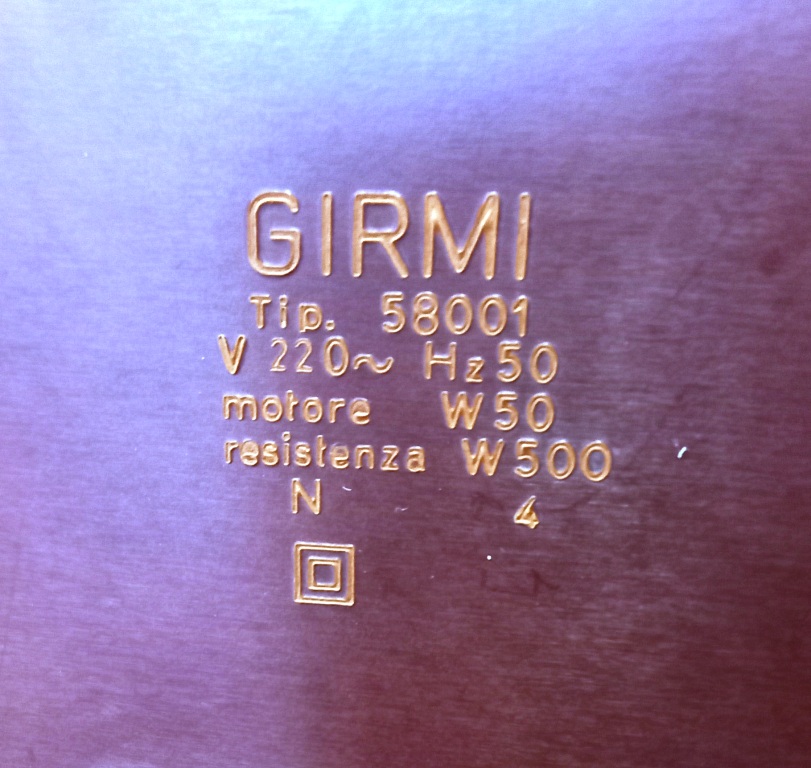 GIRMI
Tip. 58001
V 220~ Hz 50
motore W 50
resistenza W 500
N 4